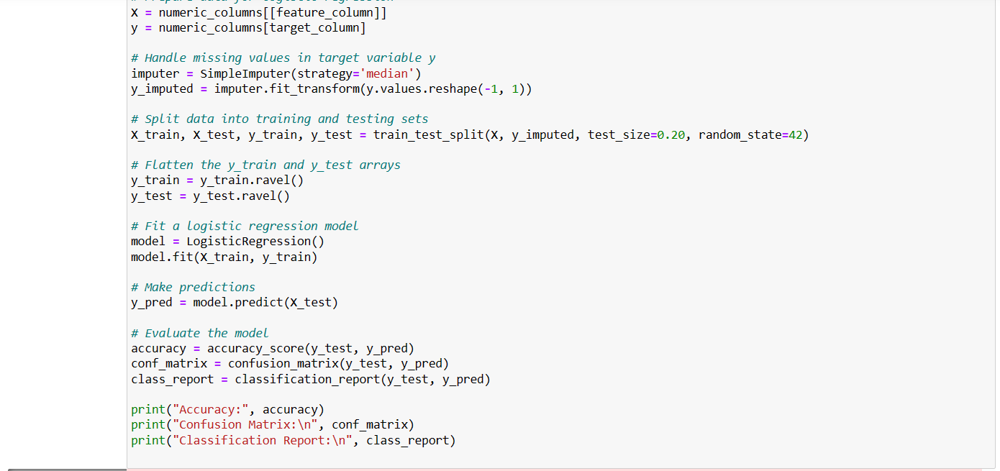 X = numeric_columns[[feature_column]]
y = numeric_columns[target_column]
# Handle missing values in target variable y
imputer = SimpleImputer(strategy='median')
y_imputed = imputer.fit_transform(y.values.reshape(-1, 1))
# Split data into training and testing sets
X_train, X_test, y_train, y_test = train_test_split(X, y_imputed, test_size=0.20, random_state=42)
# Flatten the y_train and y_test arrays
y_train = y_train.ravel()
y_test = y_test.ravel()
# Fit a logistic regression model
model = LogisticRegression()
model.fit(X_train, y_train)
# Make predictions
y_pred = model.predict(X_test)
# Evaluate the model
accuracy = accuracy_score(y_test, y_pred)
conf_matrix = confusion_matrix(y_test, y_pred)
class_report = classification_report(y_test, y_pred)
print("Accuracy:", accuracy)
print("Confusion Matrix:\n", conf_matrix)
print("Classification Report:\n", class_report)